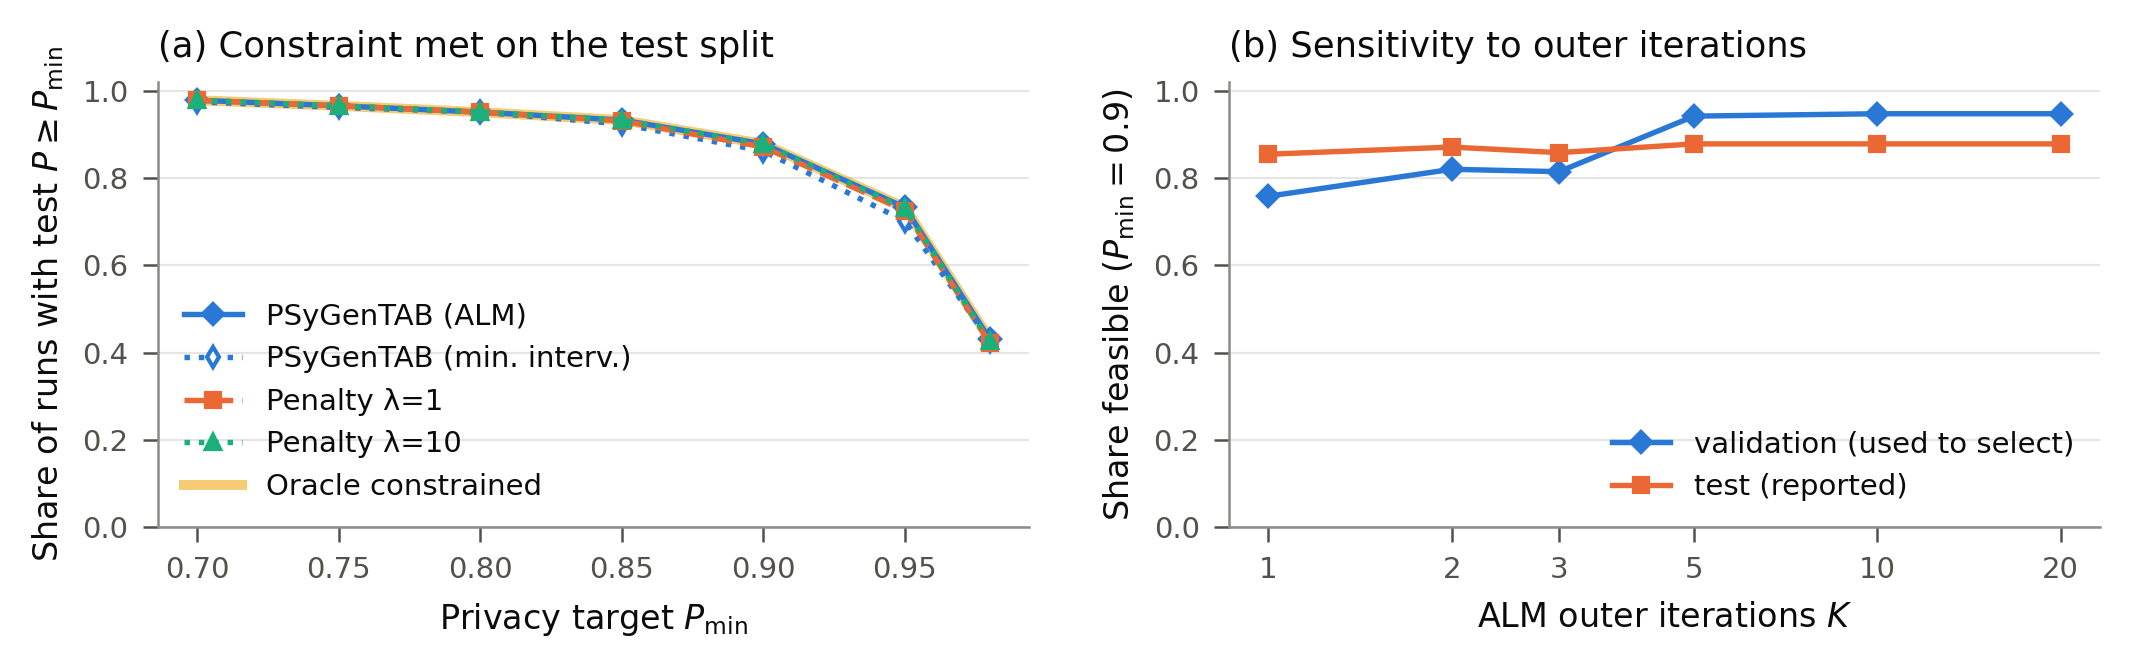 (a) Constraint met on the test split
Share of runs with test P ≥ Pmin
1.0
0.8
0.6
0.4
0.2
0.0
PSyGenTAB (ALM)
PSyGenTAB (min. interv.)
Penalty λ=1
Penalty λ=10
Oracle constrained
0.70 0.75 0.80 0.85 0.90 0.95
Privacy target Pmin
(b) Sensitivity to outer iterations
Share feasible (Pmin = 0.9)
1.0
0.8
0.6
0.4
0.2
0.0
validation (used to select)
test (reported)
1 2 3 5 10 20
ALM outer iterations K